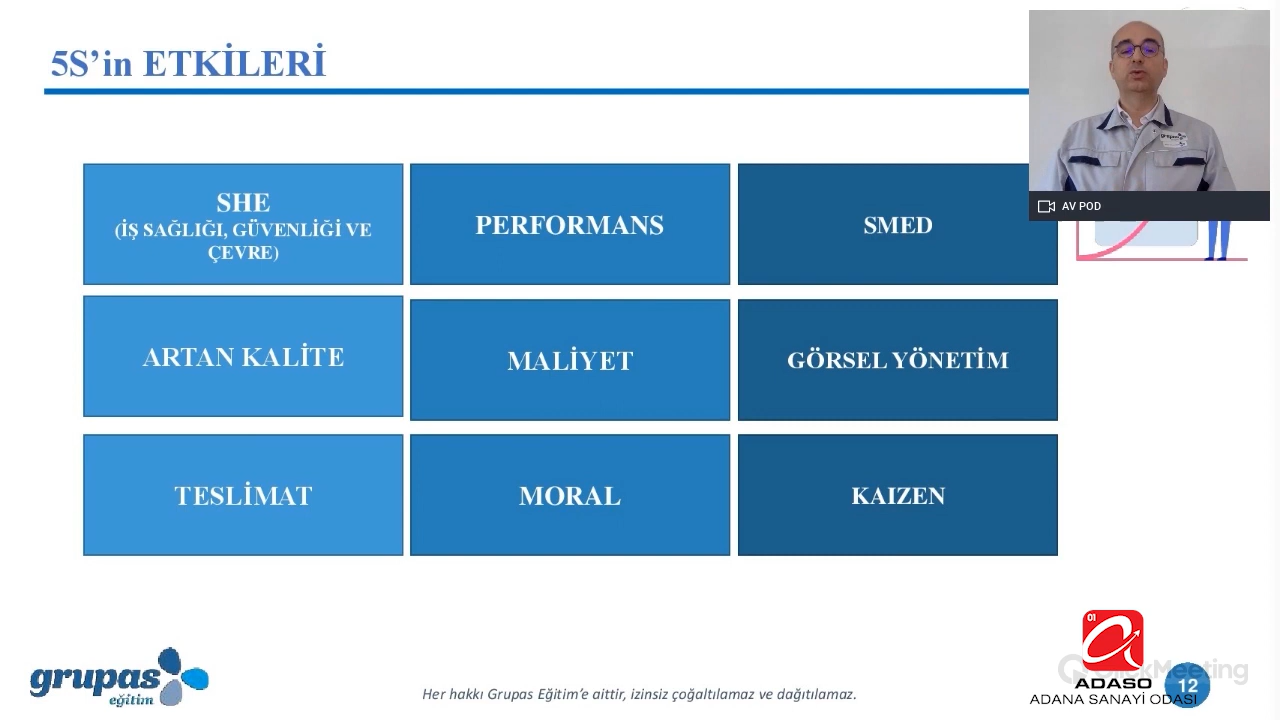 5S’in ETKİLERİ
SHE
(İŞ SAĞLIĞI, GÜVENLİĞİ VE
ÇEVRE)
PERFORMANS
SMED
ARTAN KALİTE
MALİYET
GÖRSEL YÖNETİM
TESLİMAT
MORAL
KAIZEN
grupas
AV POD
grupas
eğitim
Her hakkı Grupas Eğitim’e aittir, izinsiz çoğaltılamaz ve dağıtılamaz.
01
ClickMeeting
ADASO
12
ADANA SANAYİ ODASI